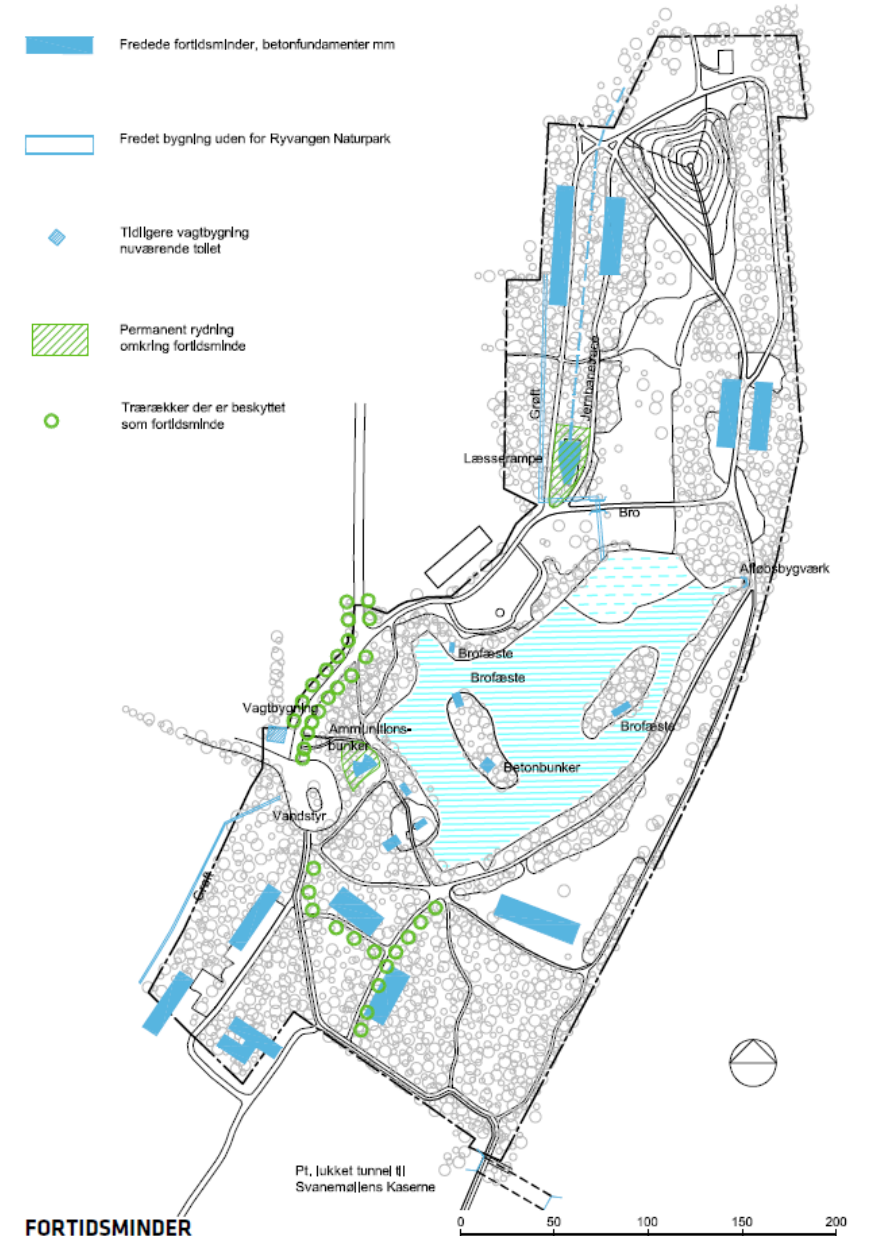 Fredede fortidsminder, betonfundamenter mm
Fredet bygning uden for Ryvangen Naturpark
Tidligere vagtbygning
nuværende toilet
Permanent rydning
omkring fortidsminde
Trærækker der er beskyttet
som fortidsminde
Grøft
Jernbanetracé
Læsserampe
Bro
Afløbsbygværk
Brofæste
Brofæste
Brofæste
Vagtbygning
Ammunitions-
bunker
Betonbunker
Vandstyr
Grøft
Pt, lukket tunnel til
Svanemøllens Kaserne
FORTIDSMINDER
0 50 100 150 200